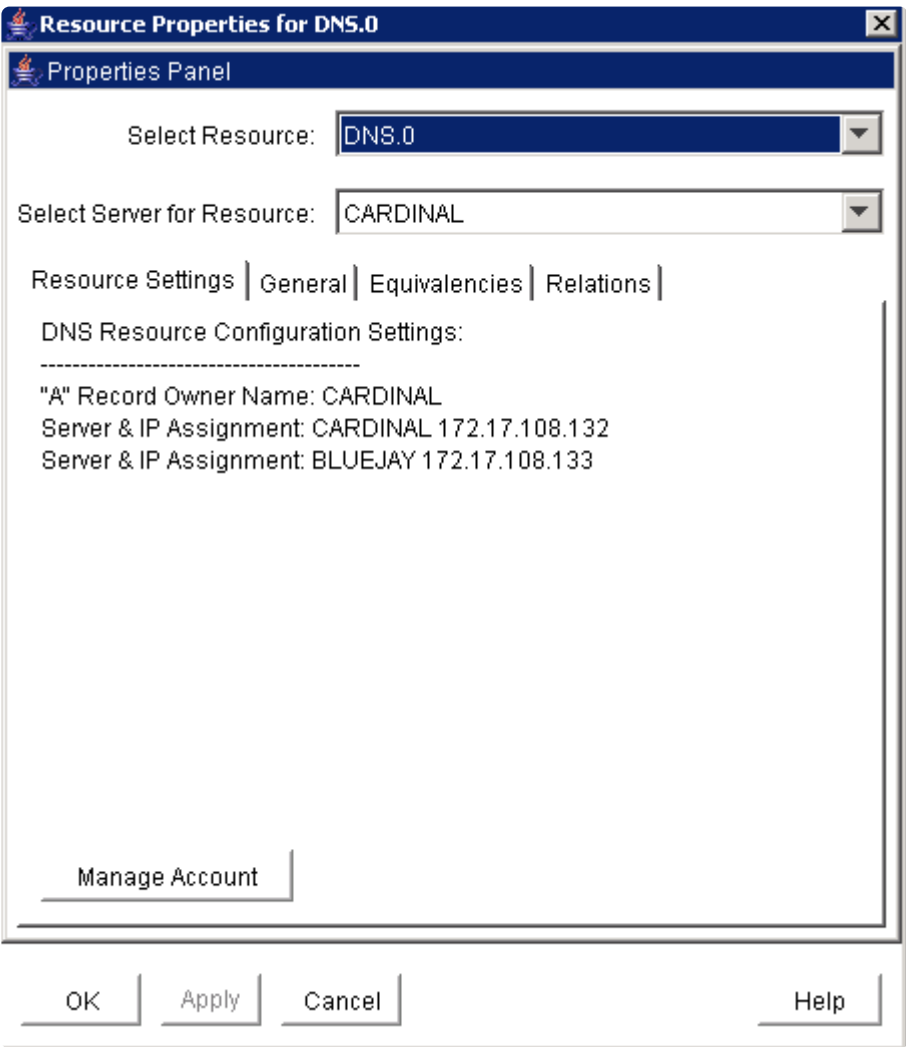 Resource Properties for DNS.0
Properties Panel
Select Resource: DNS.0
Select Server for Resource: CARDINAL
Resource Settings General Equivalencies Relations
DNS Resource Configuration Settings:
----------------------------------------
"A" Record Owner Name: CARDINAL
Server & IP Assignment: CARDINAL 172.17.108.132
Server & IP Assignment: BLUEJAY 172.17.108.133
Manage Account
OK Apply Cancel Help